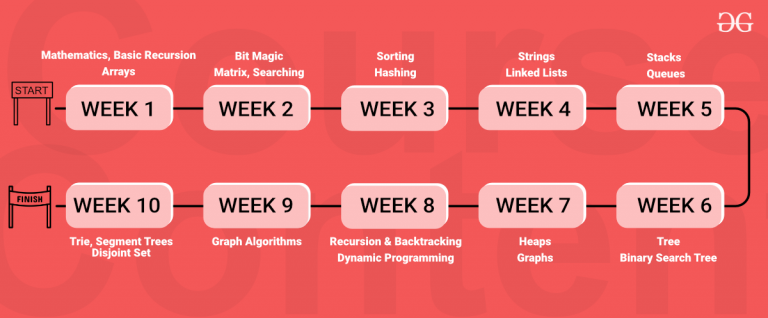 Course
Content
Mathematics, Basic Recursion
Arrays
Bit Magic
Matrix, Searching
Sorting
Hashing
Strings
Linked Lists
Stacks
Queues
START
WEEK 1
WEEK 2
WEEK 3
WEEK 4
WEEK 5
FINISH
WEEK 10
WEEK 9
WEEK 8
WEEK 7
WEEK 6
Trie, Segment Trees
Disjoint Set
Graph Algorithms
Recursion & Backtracking
Dynamic Programming
Heaps
Graphs
Tree
Binary Search Tree